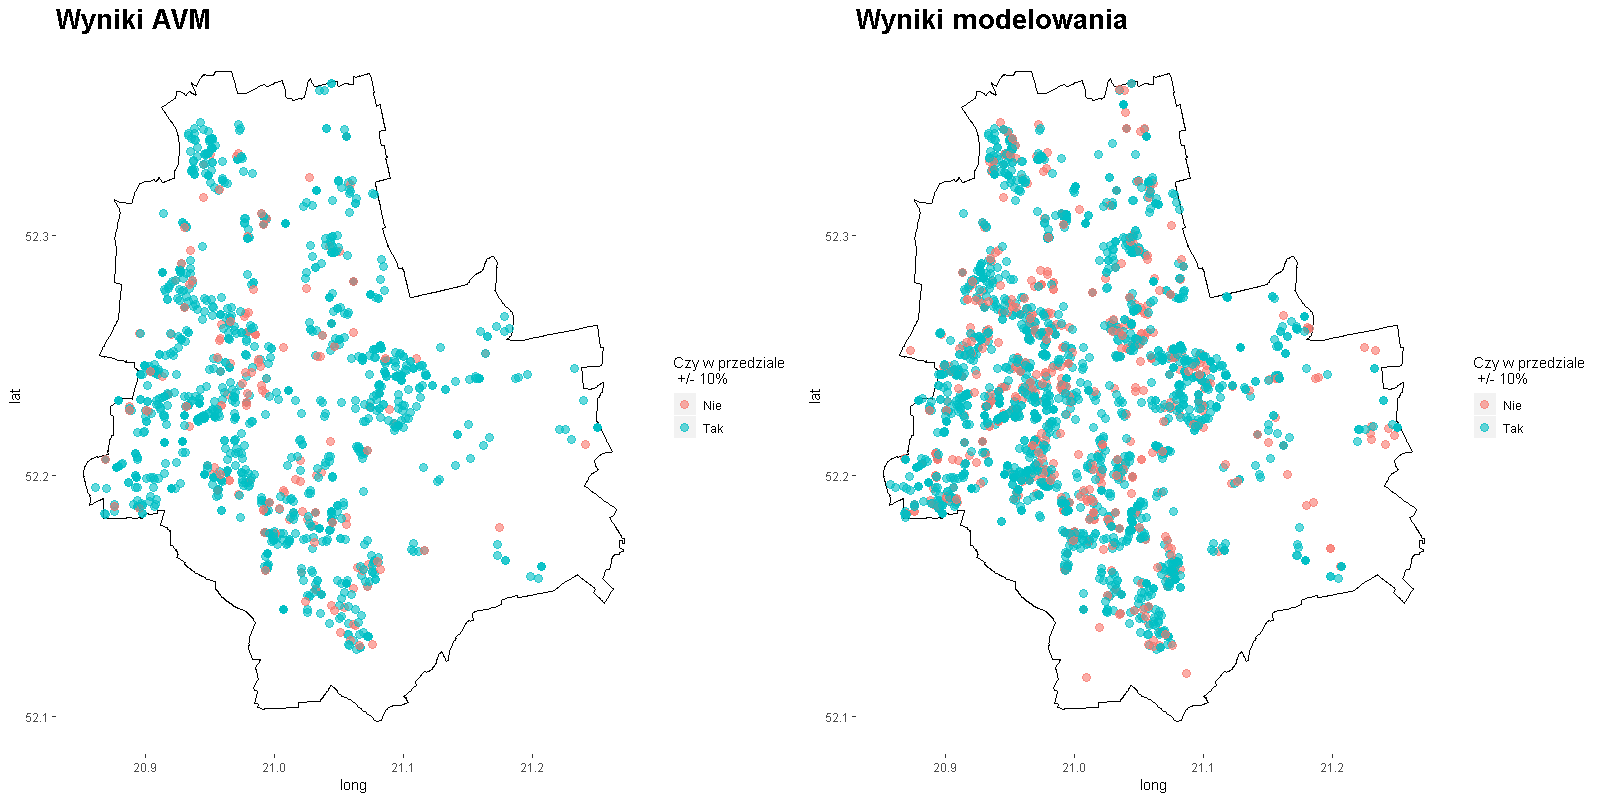 Wyniki AVM
52.3
52.2
52.1
lat
20.9
21.0
21.1
21.2
long
Czy w przedziale
+/- 10%
Nie
Tak
Wyniki modelowania
52.3
52.2
52.1
lat
20.9
21.0
21.1
21.2
long
Czy w przedziale
+/- 10%
Nie
Tak